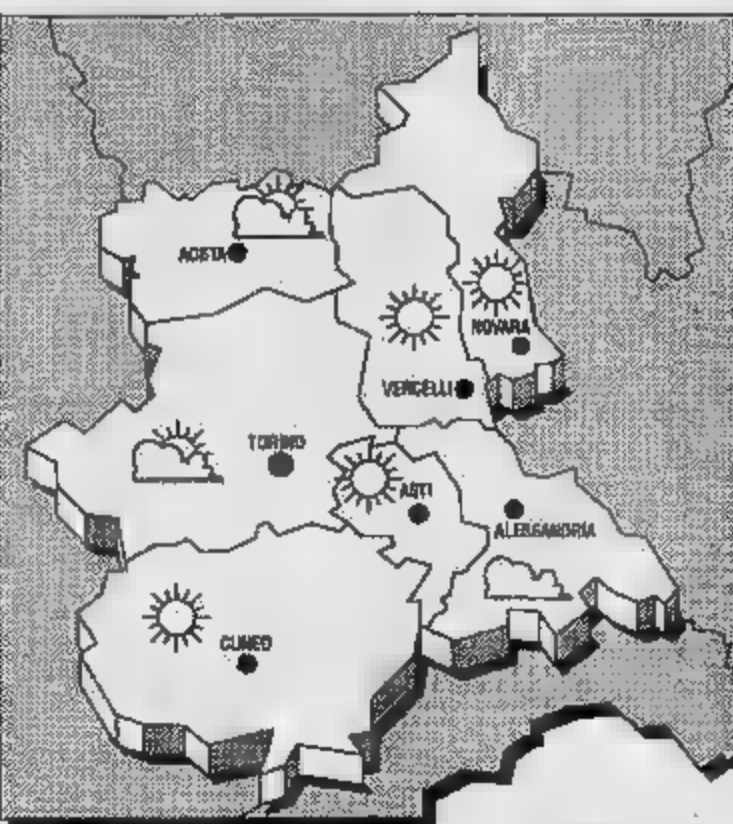 AOSTA
NOVARA
VERCELLI
TORINO
ASTI
ALESSANDRIA
CUNEO